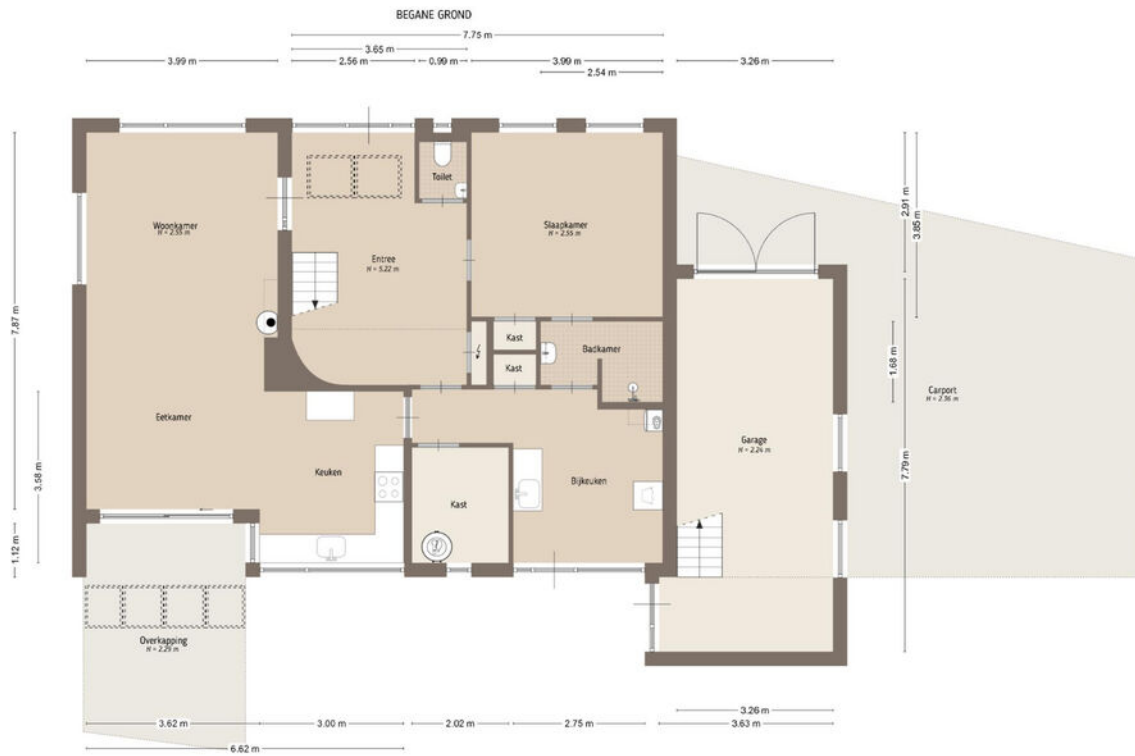 BEGANE GROND
7.75 m
3.65 m
3.99 m
2.56 m
0.99 m
3.99 m
3.26 m
2.54 m
Toilet
2.91 m
3.85 m
Woonkamer
H = 2.55 m
Slaapkamer
H = 2.55 m
Entree
H = 5.22 m
7.87 m
Kast
Badkamer
Kast
1.68 m
Carport
H = 2.36 m
Eetkamer
Garage
H = 2.24 m
3.58 m
Keuken
7.79 m
Bijkeuken
Kast
1.12 m
Overkapping
H = 2.29 m
3.26 m
3.62 m
3.00 m
2.02 m
2.75 m
3.63 m
6.62 m